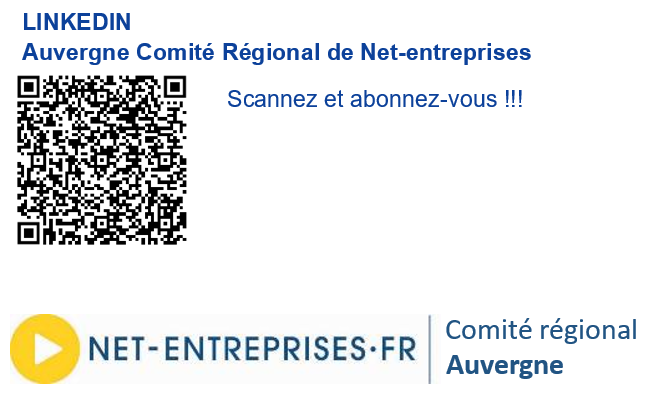 LINKEDIN
Auvergne Comité Régional de Net-entreprises
Scannez et abonnez-vous !!!
NET-ENTREPRISES·FR
Comité régional
Auvergne